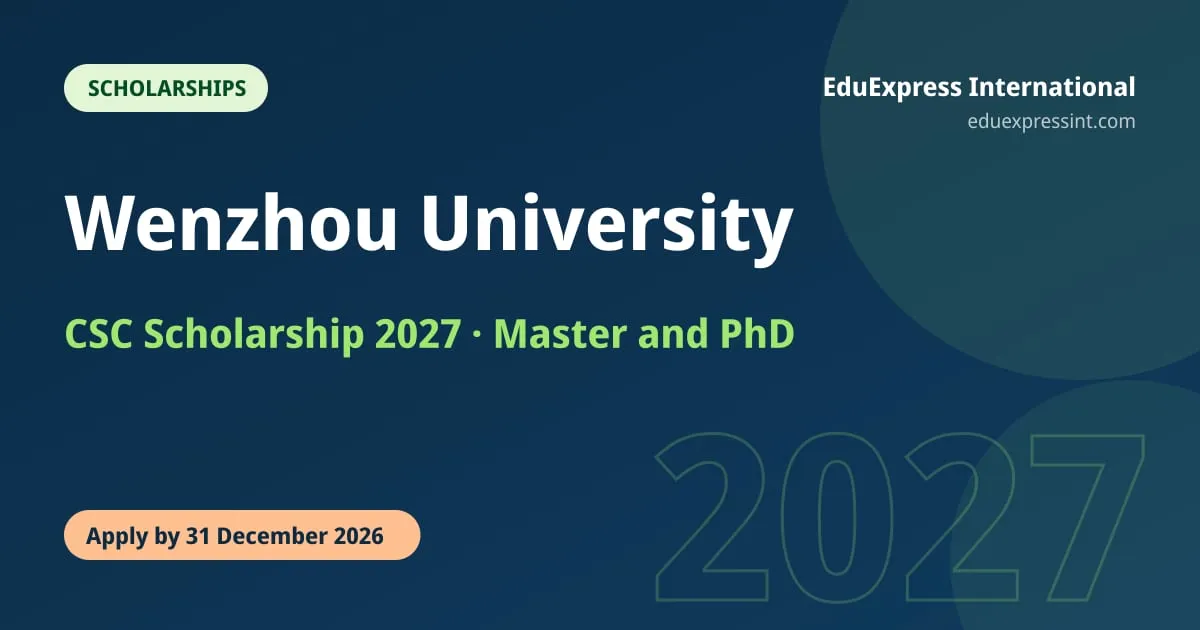 SCHOLARSHIPS
EduExpress International
eduexpressint.com
Wenzhou University
CSC Scholarship 2027 · Master and PhD
2027
Apply by 31 December 2026